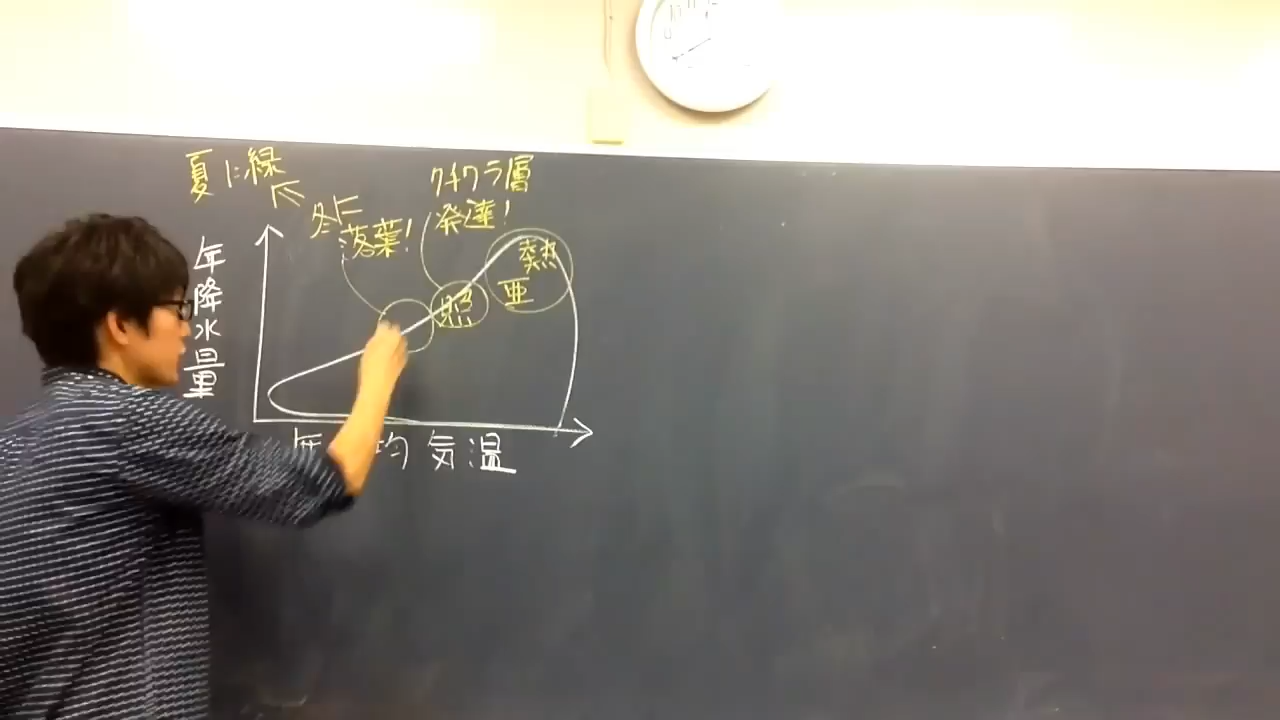 夏に緑
冬に
落葉!
クチクラ層
発達!
熱
亜
照
年降水量
年 均気温